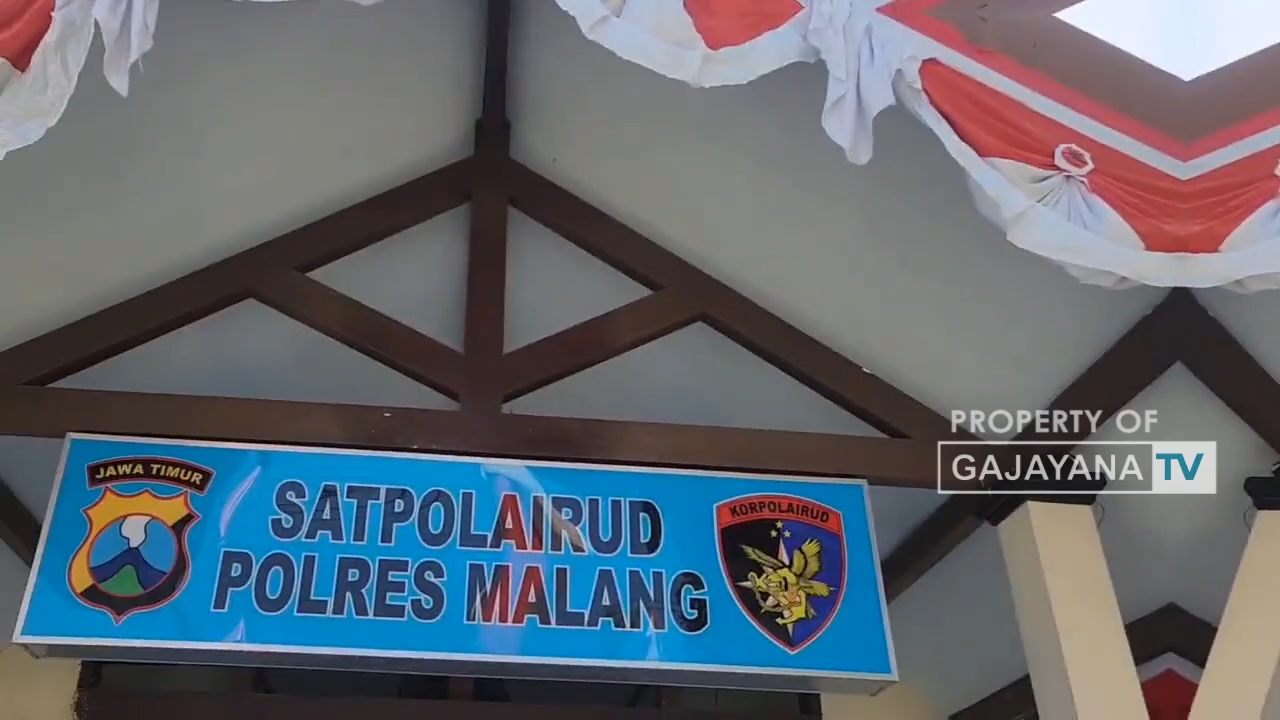 PROPERTY OF
GAJAYANA TV
JAWA TIMUR
SATPOLAIRUD
POLRES MALANG
KORPOLAIRUD